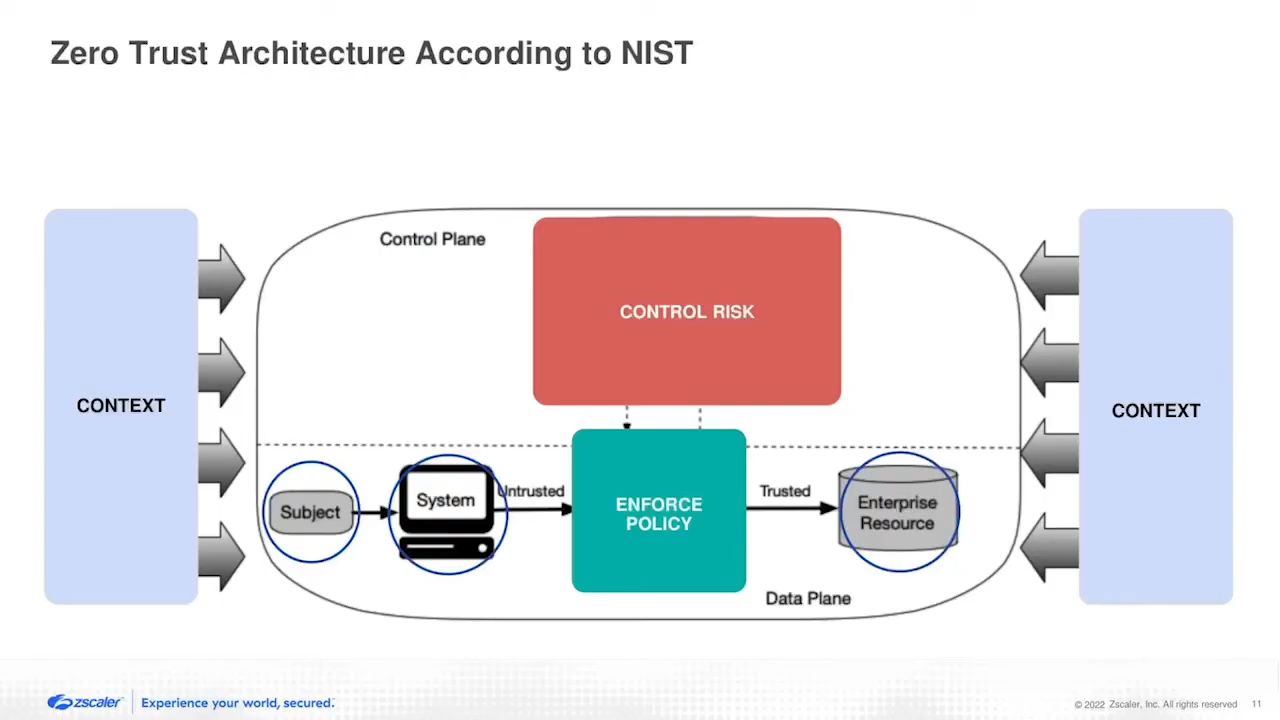 Zero Trust Architecture According to NIST
Control Plane
CONTROL RISK
CONTEXT
CONTEXT
Subject
System
Untrusted
ENFORCE
POLICY
Trusted
Enterprise
Resource
Data Plane
zscaler
Experience your world, secured.™
© 2022 Zscaler, Inc. All rights reserved
11